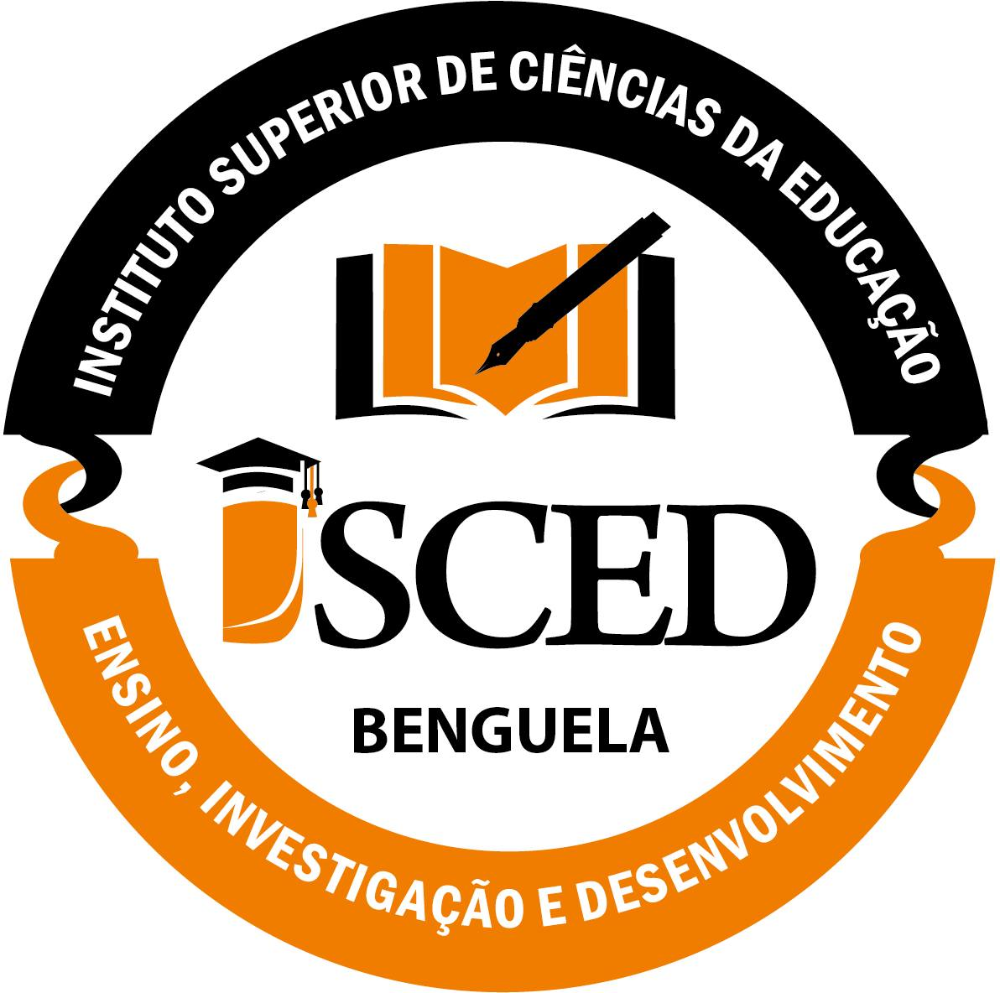 INSTITUTO SUPERIOR DE CIÊNCIAS DA EDUCAÇÃO
ISCED
BENGUELA
ENSINO, INVESTIGAÇÃO E DESENVOLVIMENTO